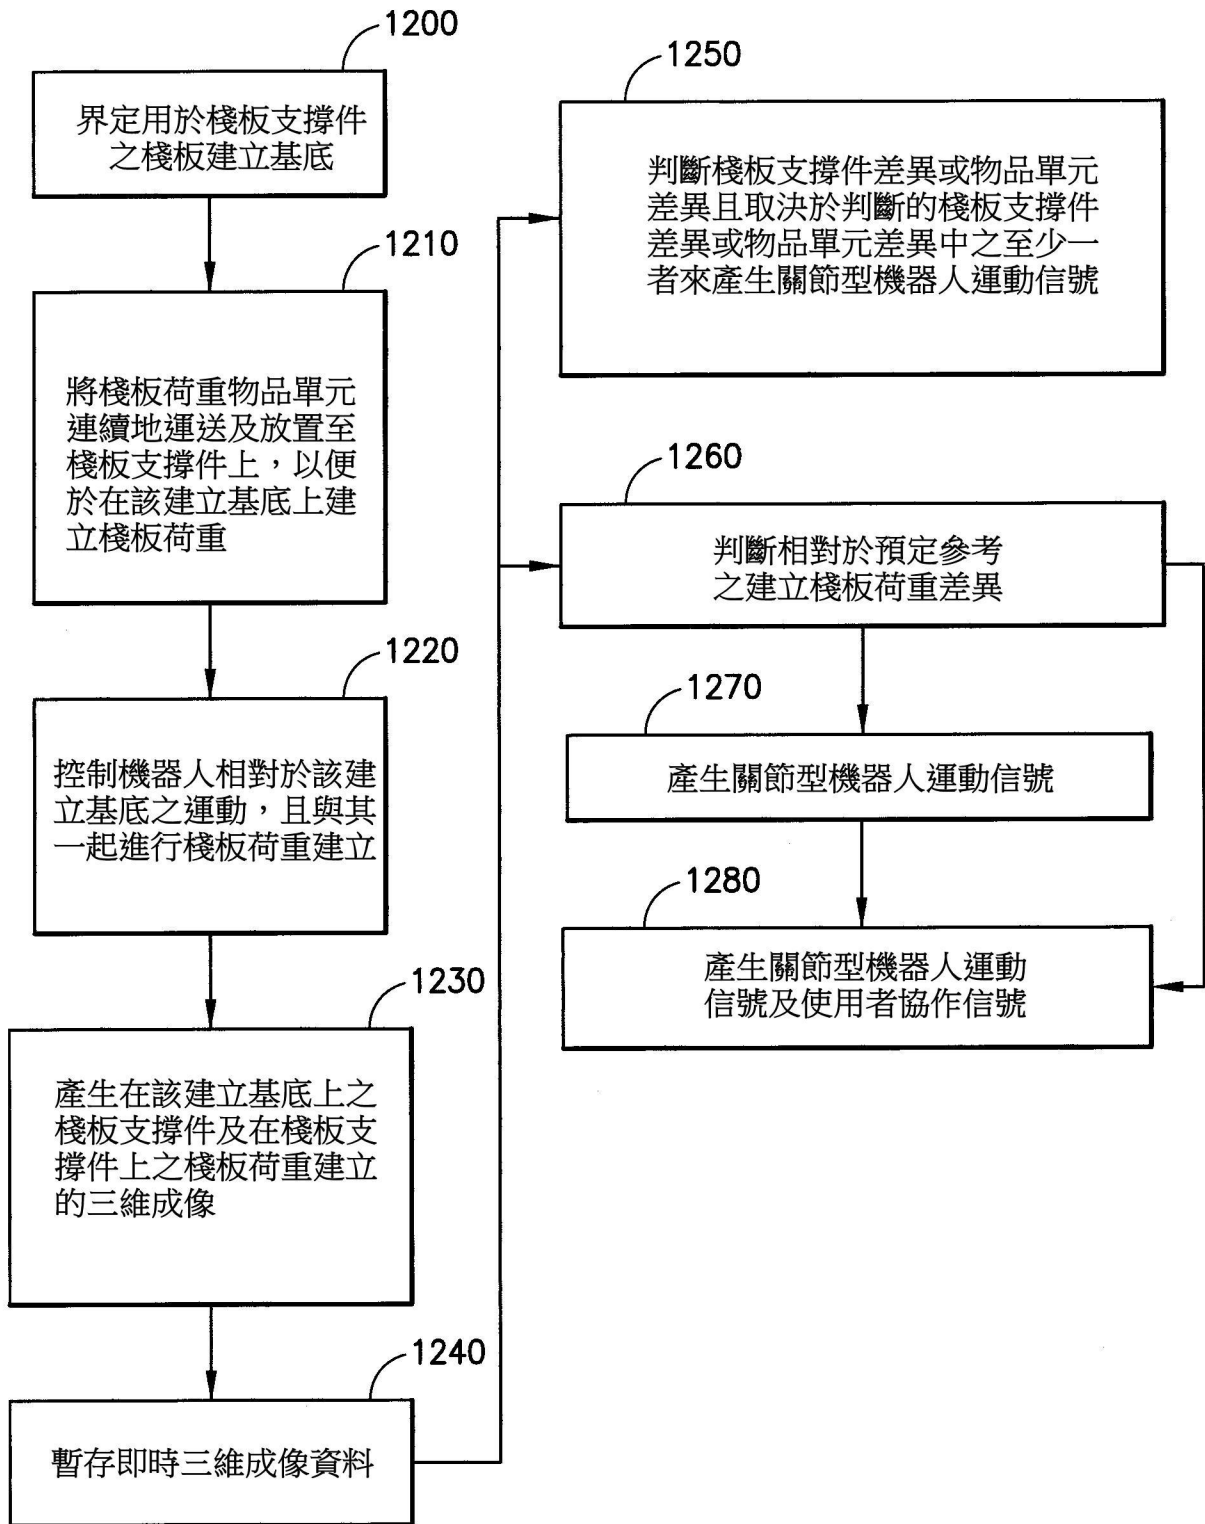 1200
界定用於棧板支撐件
之棧板建立基底
1210
將棧板荷重物品單元
連續地運送及放置至
棧板支撐件上，以便
於在該建立基底上建
立棧板荷重
1220
控制機器人相對於該建
立基底之運動，且與其
一起進行棧板荷重建立
1230
產生在該建立基底上之
棧板支撐件及在棧板支
撐件上之棧板荷重建立
的三維成像
1240
暫存即時三維成像資料
1250
判斷棧板支撐件差異或物品單元
差異且取決於判斷的棧板支撐件
差異或物品單元差異中之至少一
者來產生關節型機器人運動信號
1260
判斷相對於預定參考
之建立棧板荷重差異
1270
產生關節型機器人運動信號
1280
產生關節型機器人運動
信號及使用者協作信號